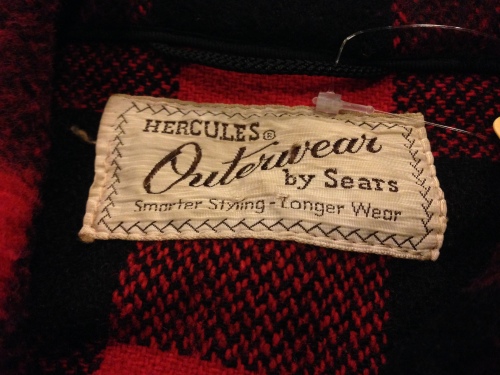 HERCULES®
Outerwear
by Sears
Smarter Styling - Longer Wear